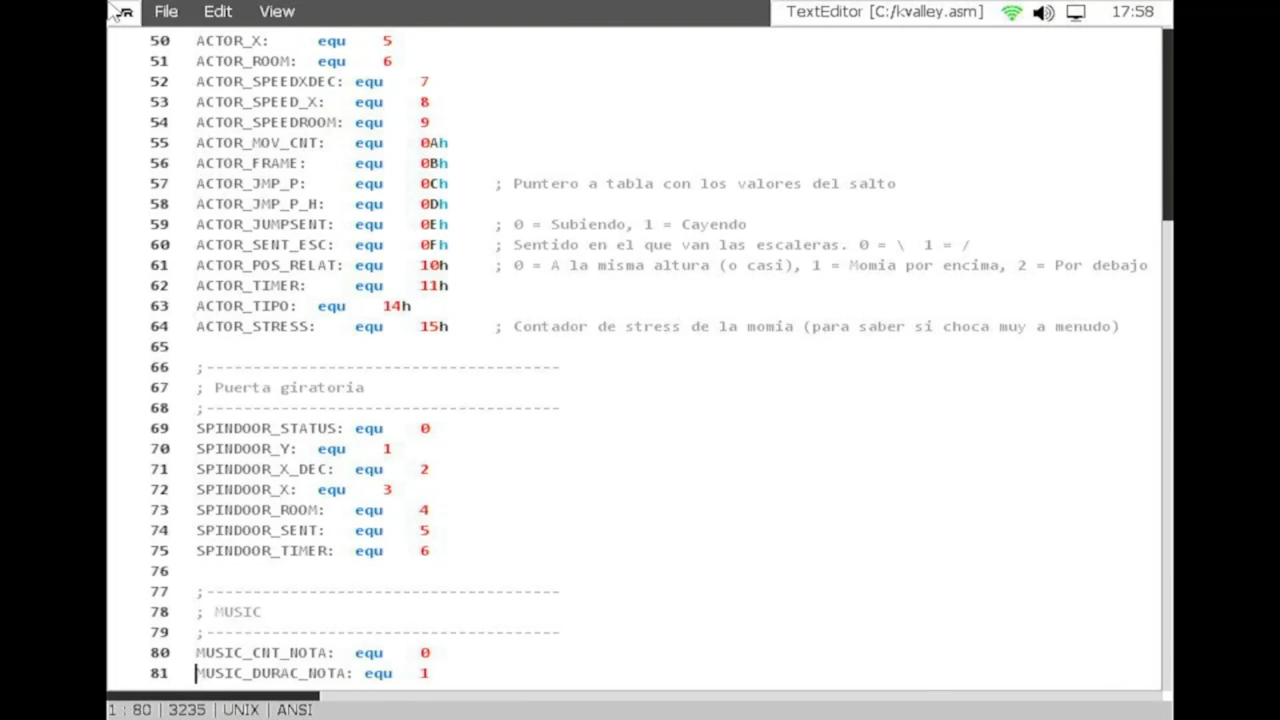 File Edit View TextEditor [C:/kvalley.asm] 17:58
50 ACTOR_X: equ 5
51 ACTOR_ROOM: equ 6
52 ACTOR_SPEEDXDEC: equ 7
53 ACTOR_SPEED_X: equ 8
54 ACTOR_SPEEDROOM: equ 9
55 ACTOR_MOV_CNT: equ 0Ah
56 ACTOR_FRAME: equ 0Bh
57 ACTOR_JMP_P: equ 0Ch ; Puntero a tabla con los valores del salto
58 ACTOR_JMP_P_H: equ 0Dh
59 ACTOR_JUMPSENT: equ 0Eh ; 0 = Subiendo, 1 = Cayendo
60 ACTOR_SENT_ESC: equ 0Fh ; Sentido en el que van las escaleras. 0 = \ 1 = /
61 ACTOR_POS_RELAT: equ 10h ; 0 = A la misma altura (o casi), 1 = Momia por encima, 2 = Por debajo
62 ACTOR_TIMER: equ 11h
63 ACTOR_TIPO: equ 14h
64 ACTOR_STRESS: equ 15h ; Contador de stress de la momia (para saber si choca muy a menudo)
65
66 ;---------------------------------------
67 ; Puerta giratoria
68 ;---------------------------------------
69 SPINDOOR_STATUS: equ 0
70 SPINDOOR_Y: equ 1
71 SPINDOOR_X_DEC: equ 2
72 SPINDOOR_X: equ 3
73 SPINDOOR_ROOM: equ 4
74 SPINDOOR_SENT: equ 5
75 SPINDOOR_TIMER: equ 6
76
77 ;---------------------------------------
78 ; MUSIC
79 ;---------------------------------------
80 MUSIC_CNT_NOTA: equ 0
81 MUSIC_DURAC_NOTA: equ 1
1 : 80 | 3235 | UNIX | ANSI